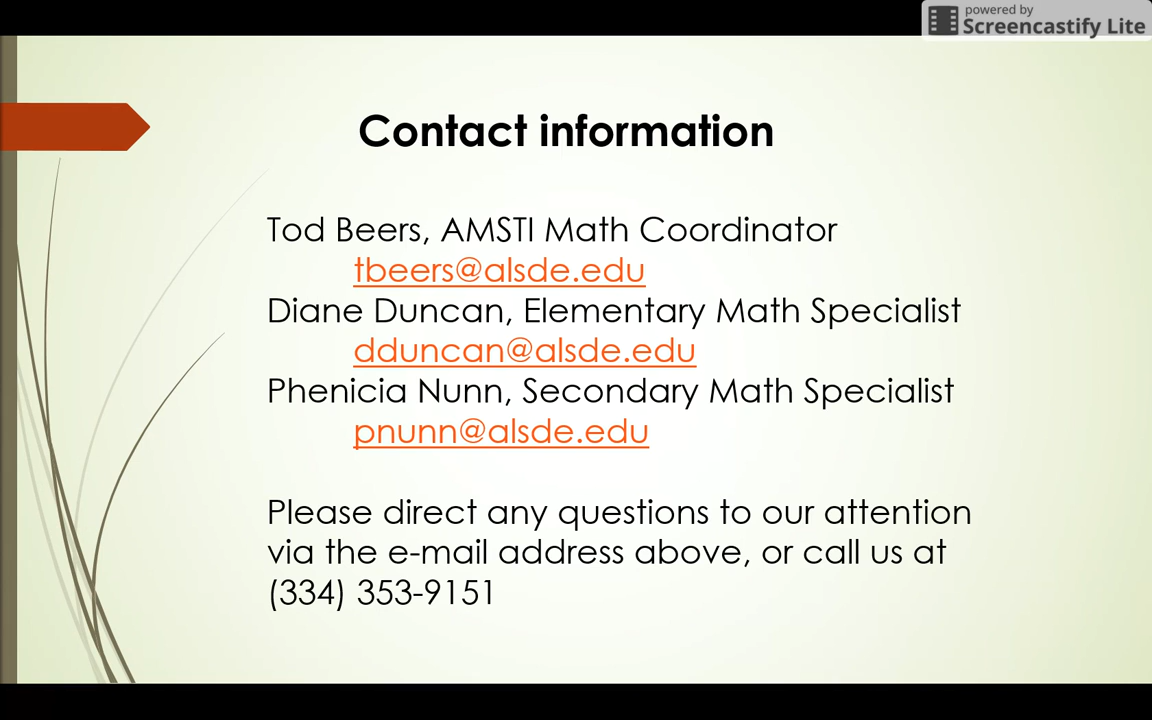 powered by
Screencastify Lite
Contact information
Tod Beers, AMSTI Math Coordinator
tbeers@alsde.edu
Diane Duncan, Elementary Math Specialist
dduncan@alsde.edu
Phenicia Nunn, Secondary Math Specialist
pnunn@alsde.edu
Please direct any questions to our attention
via the e-mail address above, or call us at
(334) 353-9151